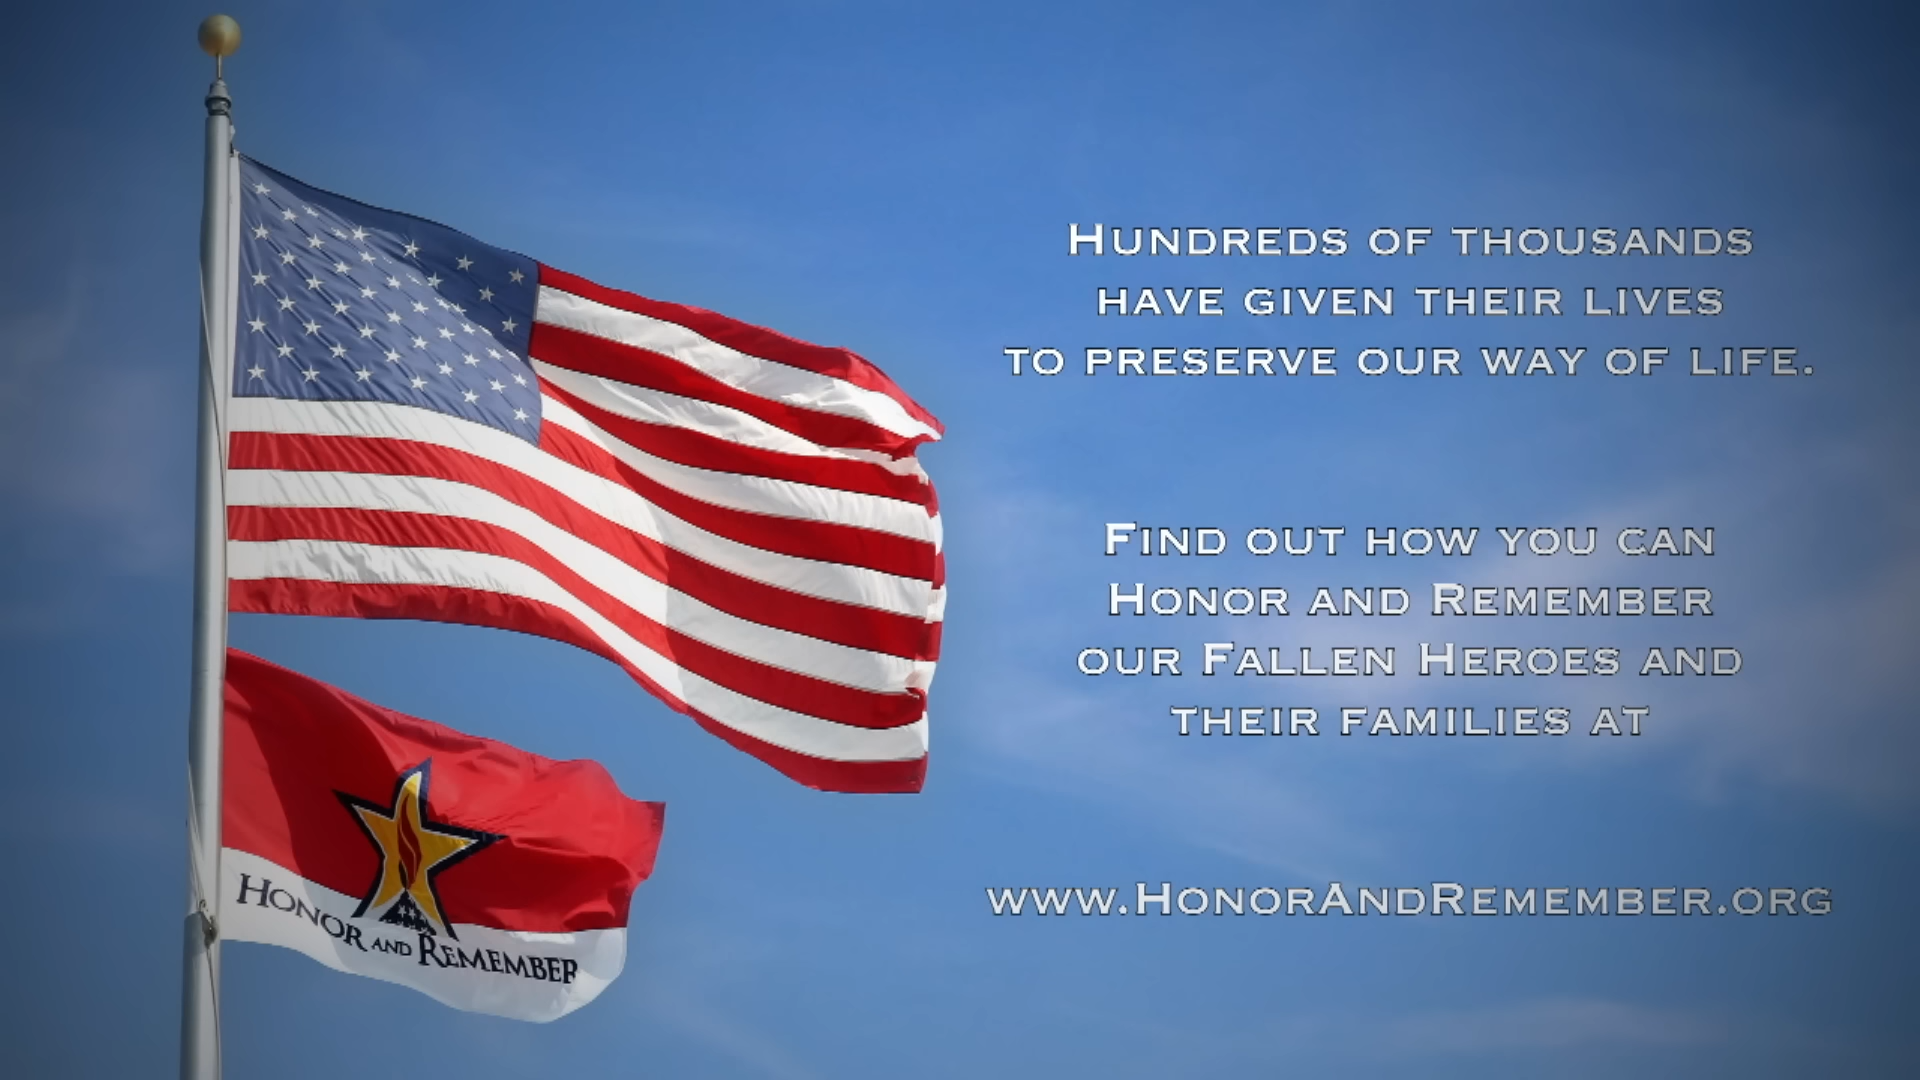 Hundreds of thousands
have given their lives
to preserve our way of life.
Find out how you can
Honor and Remember
our Fallen Heroes and
their families at
www.HonorAndRemember.org
Honor and Remember